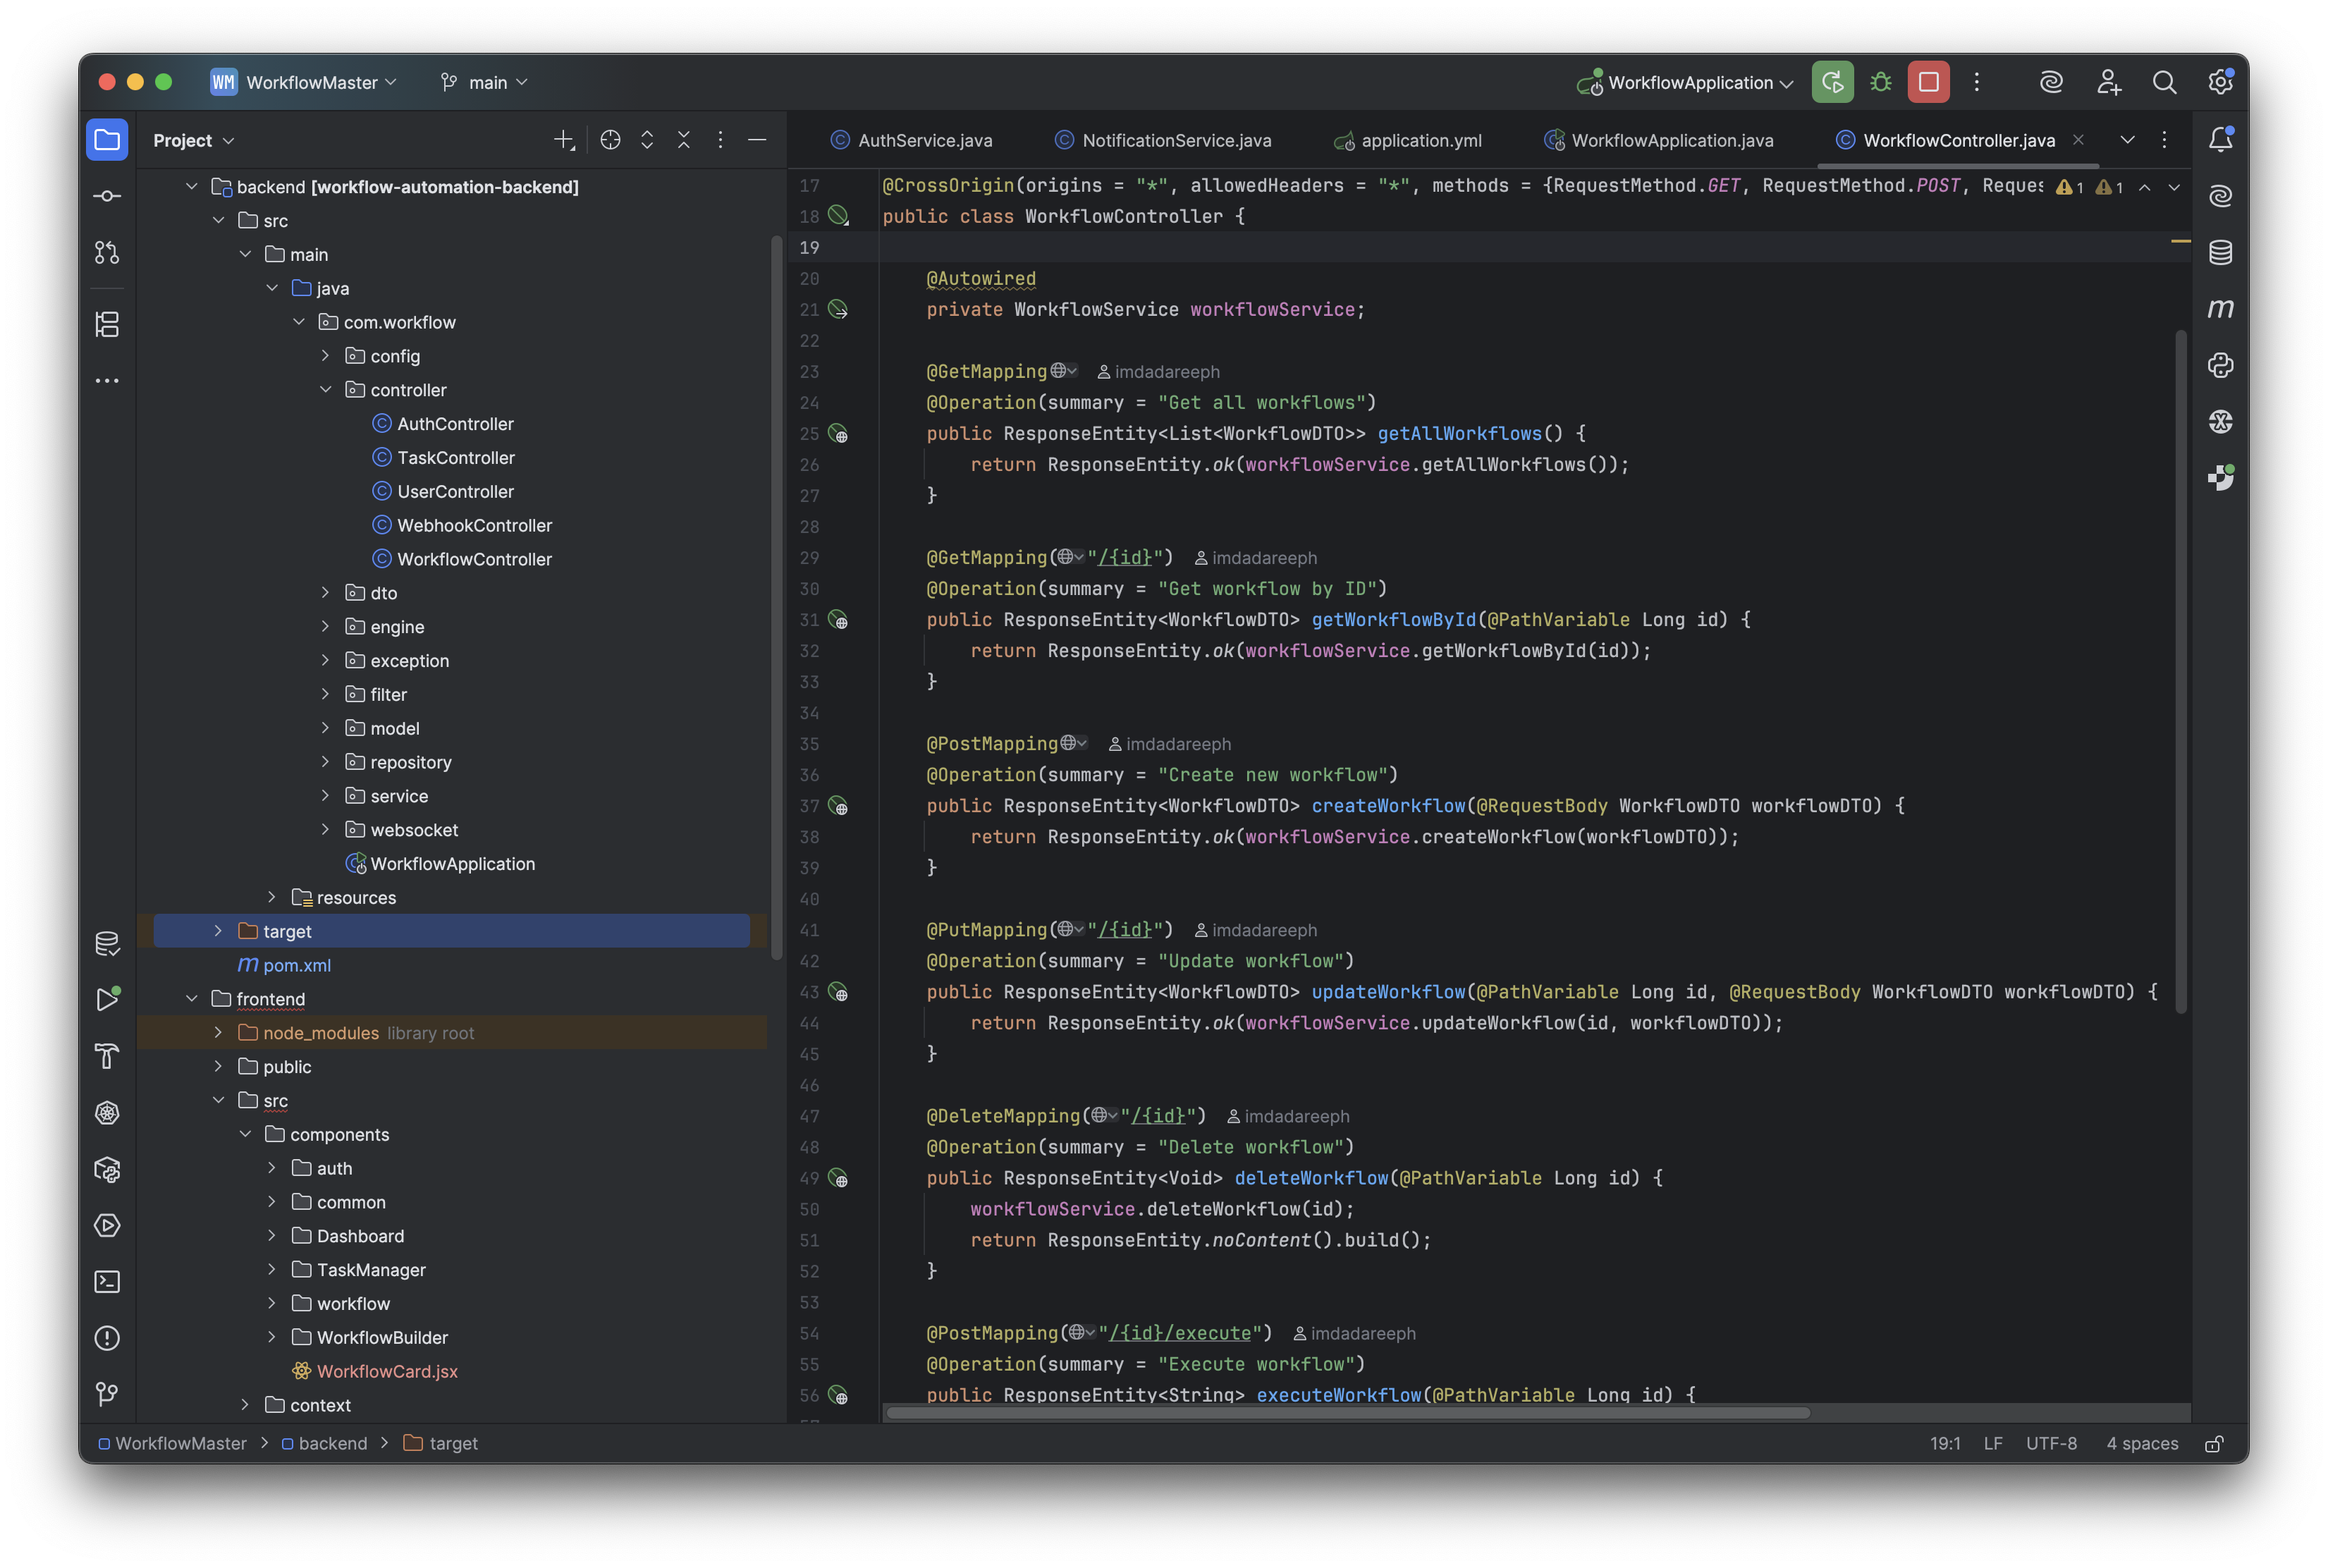 WM WorkflowMaster main WorkflowApplication
Project
AuthService.java NotificationService.java application.yml WorkflowApplication.java WorkflowController.java
backend [workflow-automation-backend]
src
main
java
com.workflow
config
controller
AuthController
TaskController
UserController
WebhookController
WorkflowController
dto
engine
exception
filter
model
repository
service
websocket
WorkflowApplication
resources
target
pom.xml
frontend
node_modules library root
public
src
components
auth
common
Dashboard
TaskManager
workflow
WorkflowBuilder
WorkflowCard.jsx
context
17 @CrossOrigin(origins = "*", allowedHeaders = "*", methods = {RequestMethod.GET, RequestMethod.POST, Reques 1 1
18 public class WorkflowController {
19
20 @Autowired
21 private WorkflowService workflowService;
22
23 @GetMapping imdadareeph
24 @Operation(summary = "Get all workflows")
25 public ResponseEntity<List<WorkflowDTO>> getAllWorkflows() {
26 return ResponseEntity.ok(workflowService.getAllWorkflows());
27 }
28
29 @GetMapping("/{id}") imdadareeph
30 @Operation(summary = "Get workflow by ID")
31 public ResponseEntity<WorkflowDTO> getWorkflowById(@PathVariable Long id) {
32 return ResponseEntity.ok(workflowService.getWorkflowById(id));
33 }
34
35 @PostMapping imdadareeph
36 @Operation(summary = "Create new workflow")
37 public ResponseEntity<WorkflowDTO> createWorkflow(@RequestBody WorkflowDTO workflowDTO) {
38 return ResponseEntity.ok(workflowService.createWorkflow(workflowDTO));
39 }
40
41 @PutMapping("/{id}") imdadareeph
42 @Operation(summary = "Update workflow")
43 public ResponseEntity<WorkflowDTO> updateWorkflow(@PathVariable Long id, @RequestBody WorkflowDTO workflowDTO) {
44 return ResponseEntity.ok(workflowService.updateWorkflow(id, workflowDTO));
45 }
46
47 @DeleteMapping("/{id}") imdadareeph
48 @Operation(summary = "Delete workflow")
49 public ResponseEntity<Void> deleteWorkflow(@PathVariable Long id) {
50 workflowService.deleteWorkflow(id);
51 return ResponseEntity.noContent().build();
52 }
53
54 @PostMapping("/{id}/execute") imdadareeph
55 @Operation(summary = "Execute workflow")
56 public ResponseEntity<String> executeWorkflow(@PathVariable Long id) {
WorkflowMaster > backend > target 19:1 LF UTF-8 4 spaces